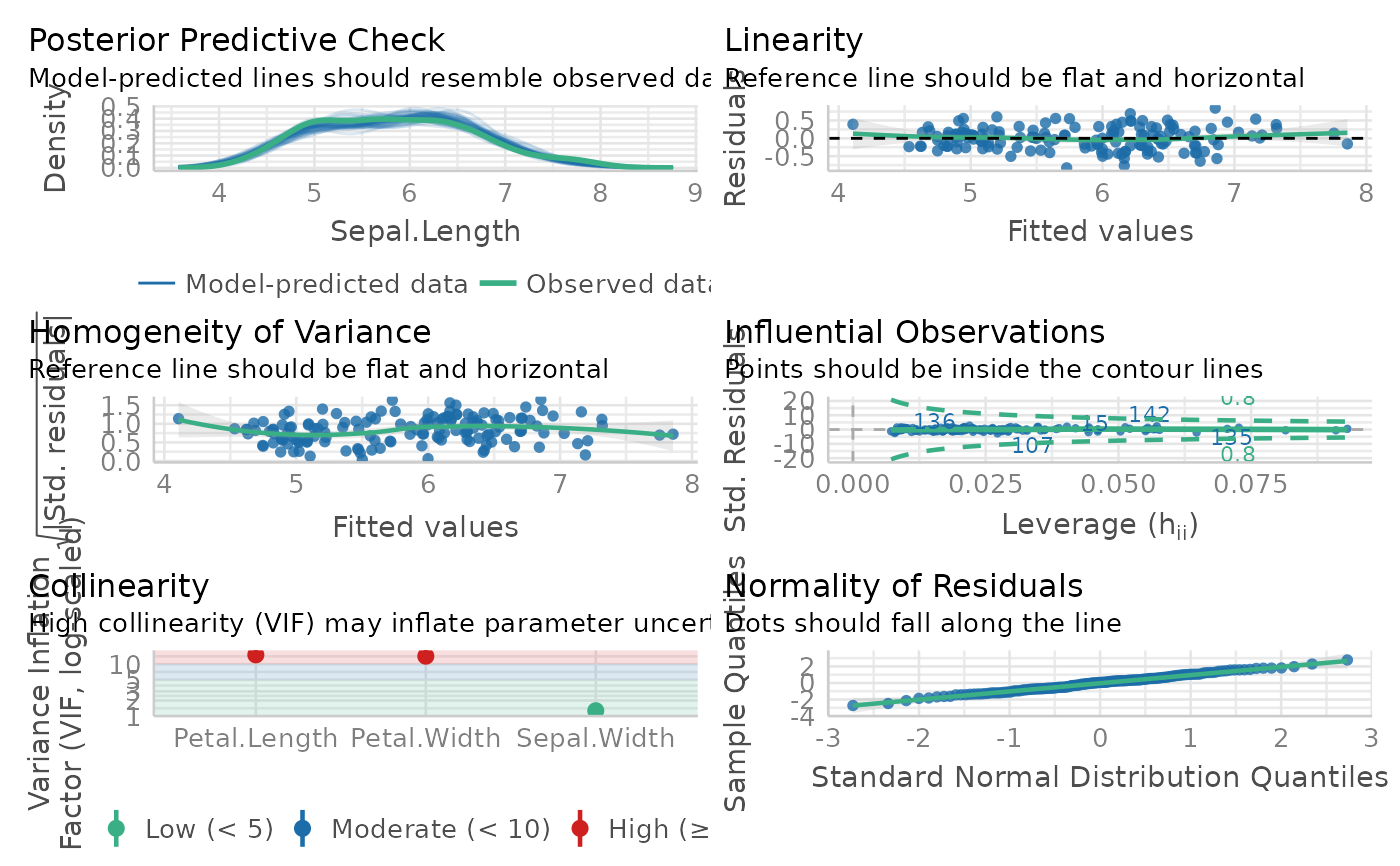 Posterior Predictive Check
Model-predicted lines should resemble observed da
Density
0.5
0.4
0.3
0.2
0.1
0.0
4 5 6 7 8 9
Sepal.Length
Model-predicted data Observed data
Linearity
Reference line should be flat and horizontal
Residuals
0.5
0.0
-0.5
4 5 6 7 8
Fitted values
Homogeneity of Variance
Reference line should be flat and horizontal
√|Std. residuals|
1.5
1.0
0.5
0.0
4 5 6 7 8
Fitted values
Influential Observations
Points should be inside the contour lines
Std. Residuals
20
10
0
-10
-20
0.8
136 15 142
107 135
0.8
0.000 0.025 0.050 0.075
Leverage (hii)
Collinearity
High collinearity (VIF) may inflate parameter uncert
Variance Inflation
Factor (VIF, log-scaled)
10
5
3
2
1
Petal.Length Petal.Width Sepal.Width
Low (< 5) Moderate (< 10) High (≥
Normality of Residuals
Dots should fall along the line
Sample Quantiles
2
0
-2
-4
-3 -2 -1 0 1 2 3
Standard Normal Distribution Quantiles